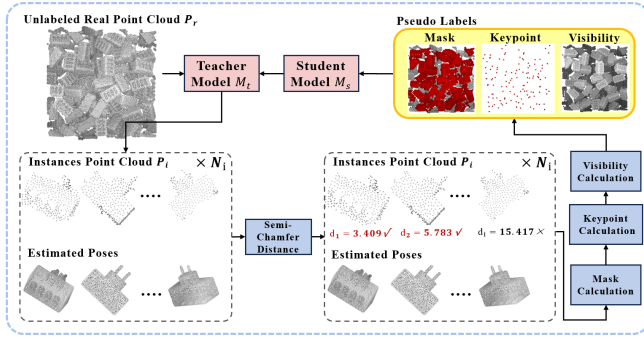 Unlabeled Real Point Cloud P_r
Teacher
Model M_t
Student
Model M_s
Pseudo Labels
Mask Keypoint Visibility
Instances Point Cloud P_i × N_i
Estimated Poses
Semi-
Chamfer
Distance
Instances Point Cloud P_i × N_i
d_1 = 3.409 √ d_2 = 5.783 √ d_i = 15.417 ×
Estimated Poses
Visibility
Calculation
Keypoint
Calculation
Mask
Calculation